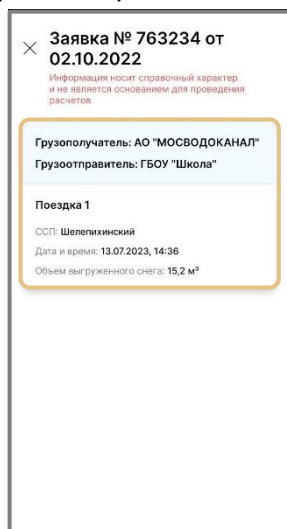 Заявка № 763234 от
02.10.2022
Информация носит справочный характер
и не является основанием для проведения
расчетов
Грузополучатель: АО "МОСВОДОКАНАЛ"
Грузоотправитель: ГБОУ "Школа"
Поездка 1
ССП: Шелепихинский
Дата и время: 13.07.2023, 14:36
Объем выгруженного снега: 15,2 м³